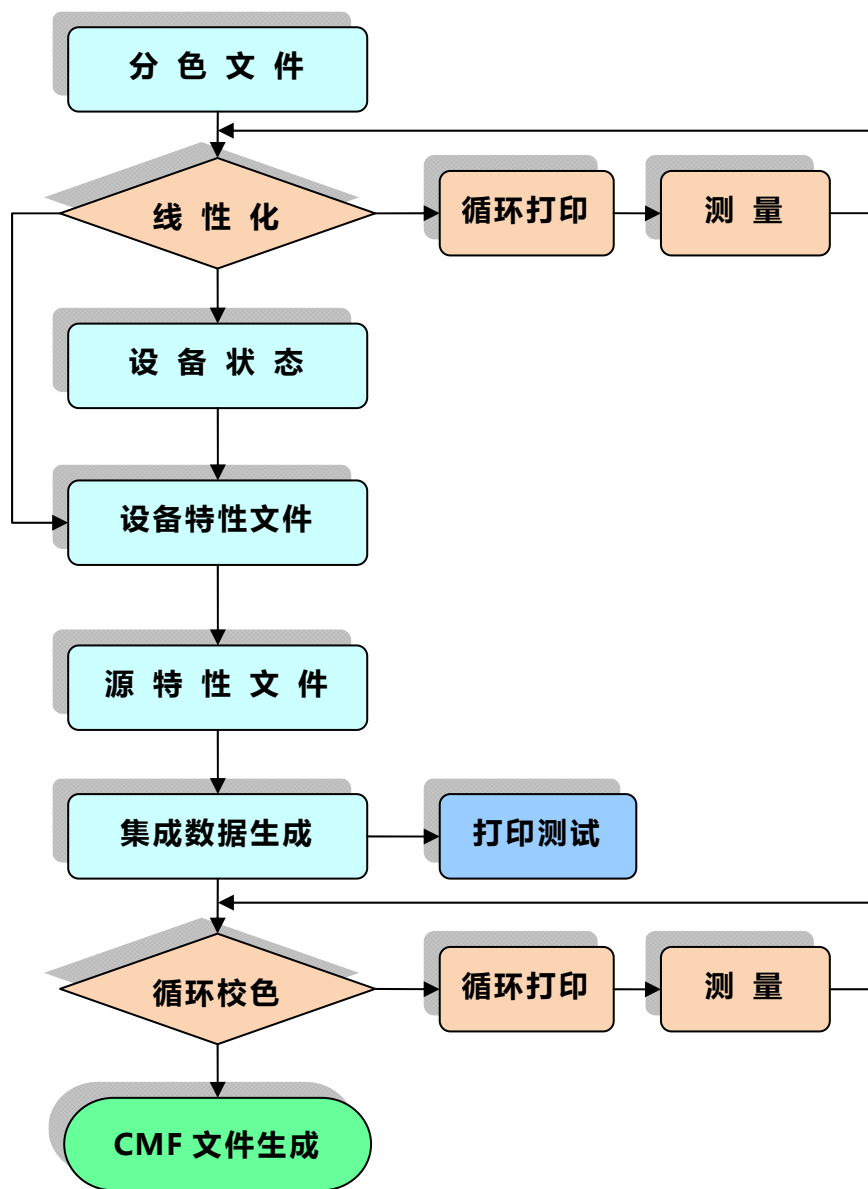 分 色 文 件
线 性 化
循环打印
测 量
设 备 状 态
设备特性文件
源 特 性 文 件
集成数据生成
打印测试
循环校色
循环打印
测 量
CMF 文件生成